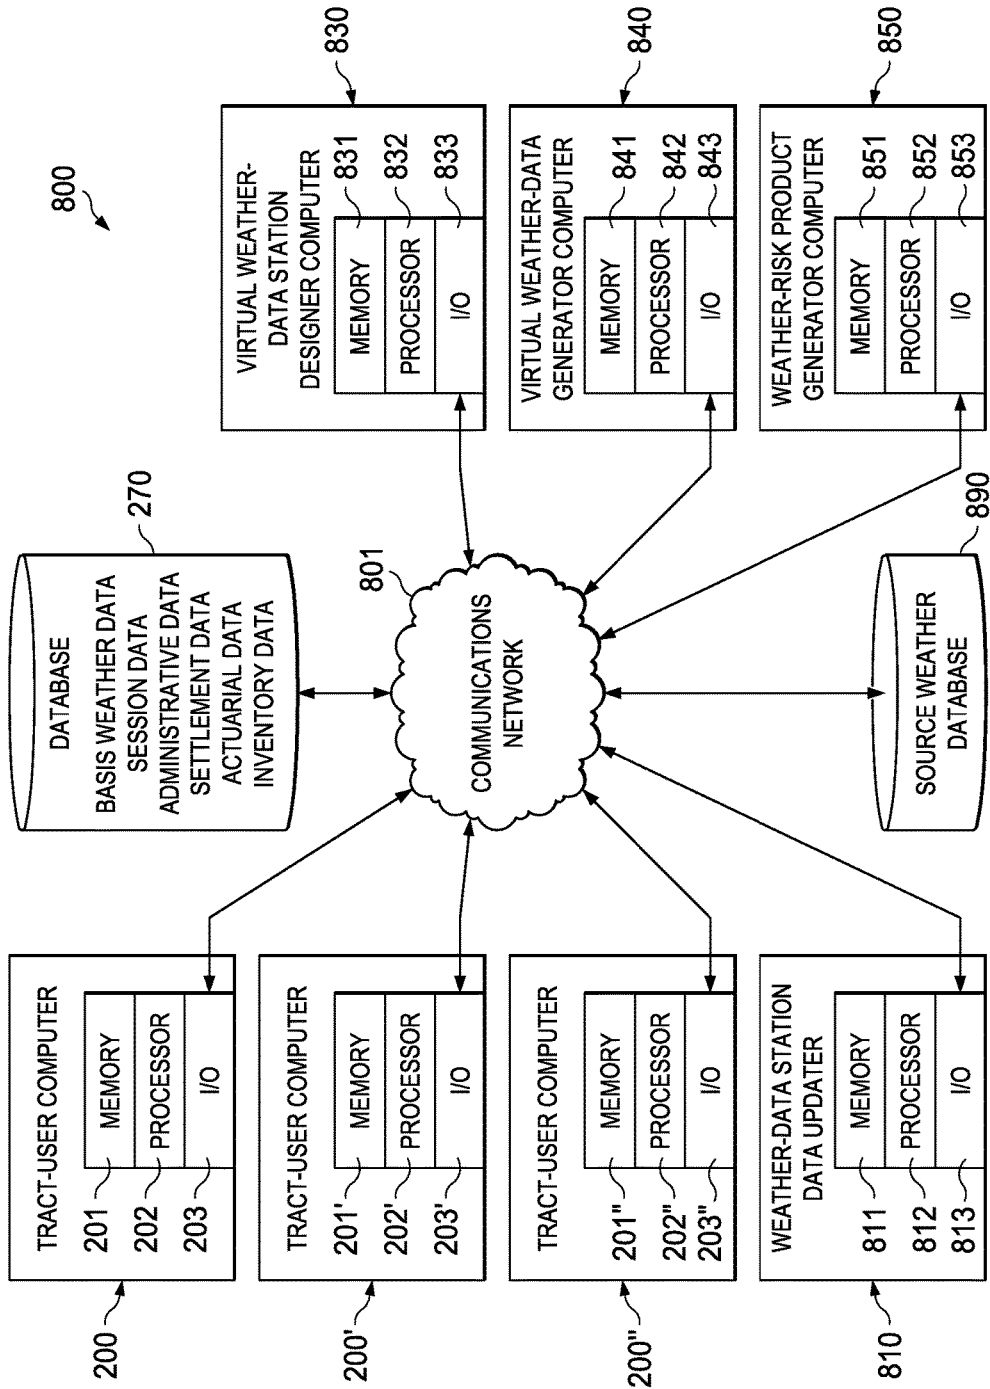 800
TRACT-USER COMPUTER
201
MEMORY
202
PROCESSOR
203
I/O
200
TRACT-USER COMPUTER
201'
MEMORY
202'
PROCESSOR
203'
I/O
200'
TRACT-USER COMPUTER
201"
MEMORY
202"
PROCESSOR
203"
I/O
200"
WEATHER-DATA STATION
DATA UPDATER
811
MEMORY
812
PROCESSOR
813
I/O
810
DATABASE
BASIS WEATHER DATA
SESSION DATA
ADMINISTRATIVE DATA
SETTLEMENT DATA
ACTUARIAL DATA
INVENTORY DATA
270
801
COMMUNICATIONS
NETWORK
SOURCE WEATHER
DATABASE
890
VIRTUAL WEATHER-
DATA STATION
DESIGNER COMPUTER
MEMORY
831
PROCESSOR
832
I/O
833
830
VIRTUAL WEATHER-DATA
GENERATOR COMPUTER
MEMORY
841
PROCESSOR
842
I/O
843
840
WEATHER-RISK PRODUCT
GENERATOR COMPUTER
MEMORY
851
PROCESSOR
852
I/O
853
850